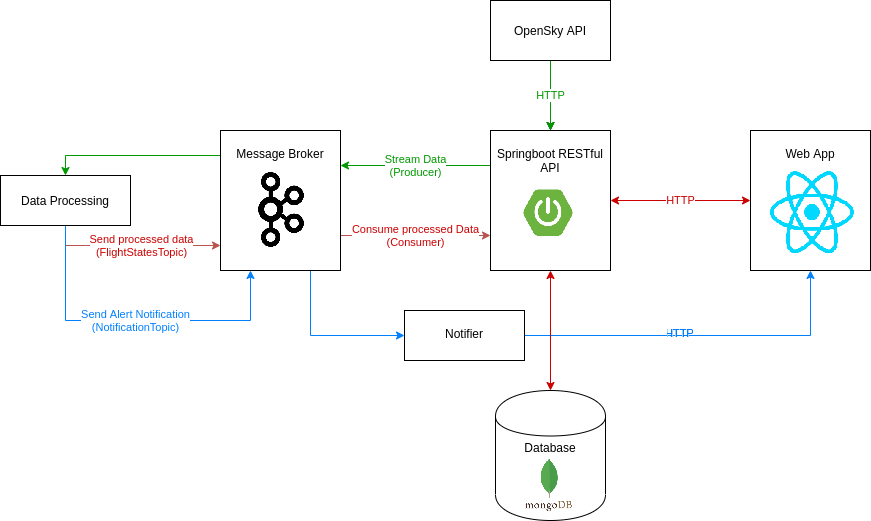 OpenSky API
HTTP
Message Broker
Stream Data
(Producer)
Springboot RESTful
API
Web App
Data Processing
HTTP
Send processed data
(FlightStatesTopic)
Consume processed Data
(Consumer)
Send Alert Notification
(NotificationTopic)
Notifier
HTTP
Database
mongoDB